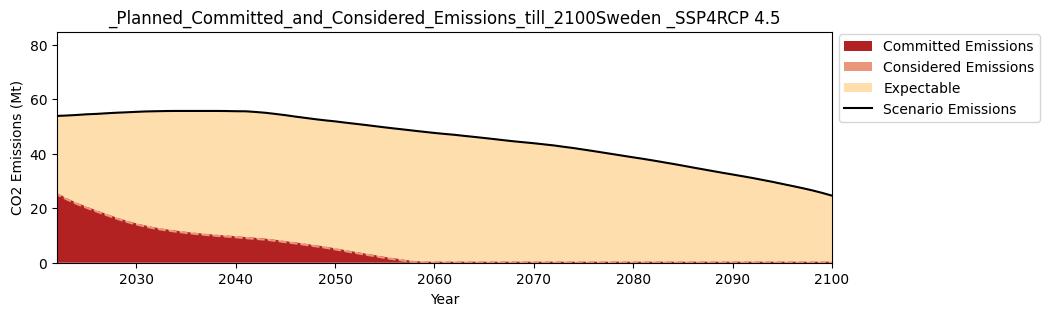 _Planned_Committed_and_Considered_Emissions_till_2100Sweden _SSP4RCP 4.5
80
60
40
20
0
CO2 Emissions (Mt)
2030
2040
2050
2060
2070
2080
2090
2100
Year
Committed Emissions
Considered Emissions
Expectable
Scenario Emissions